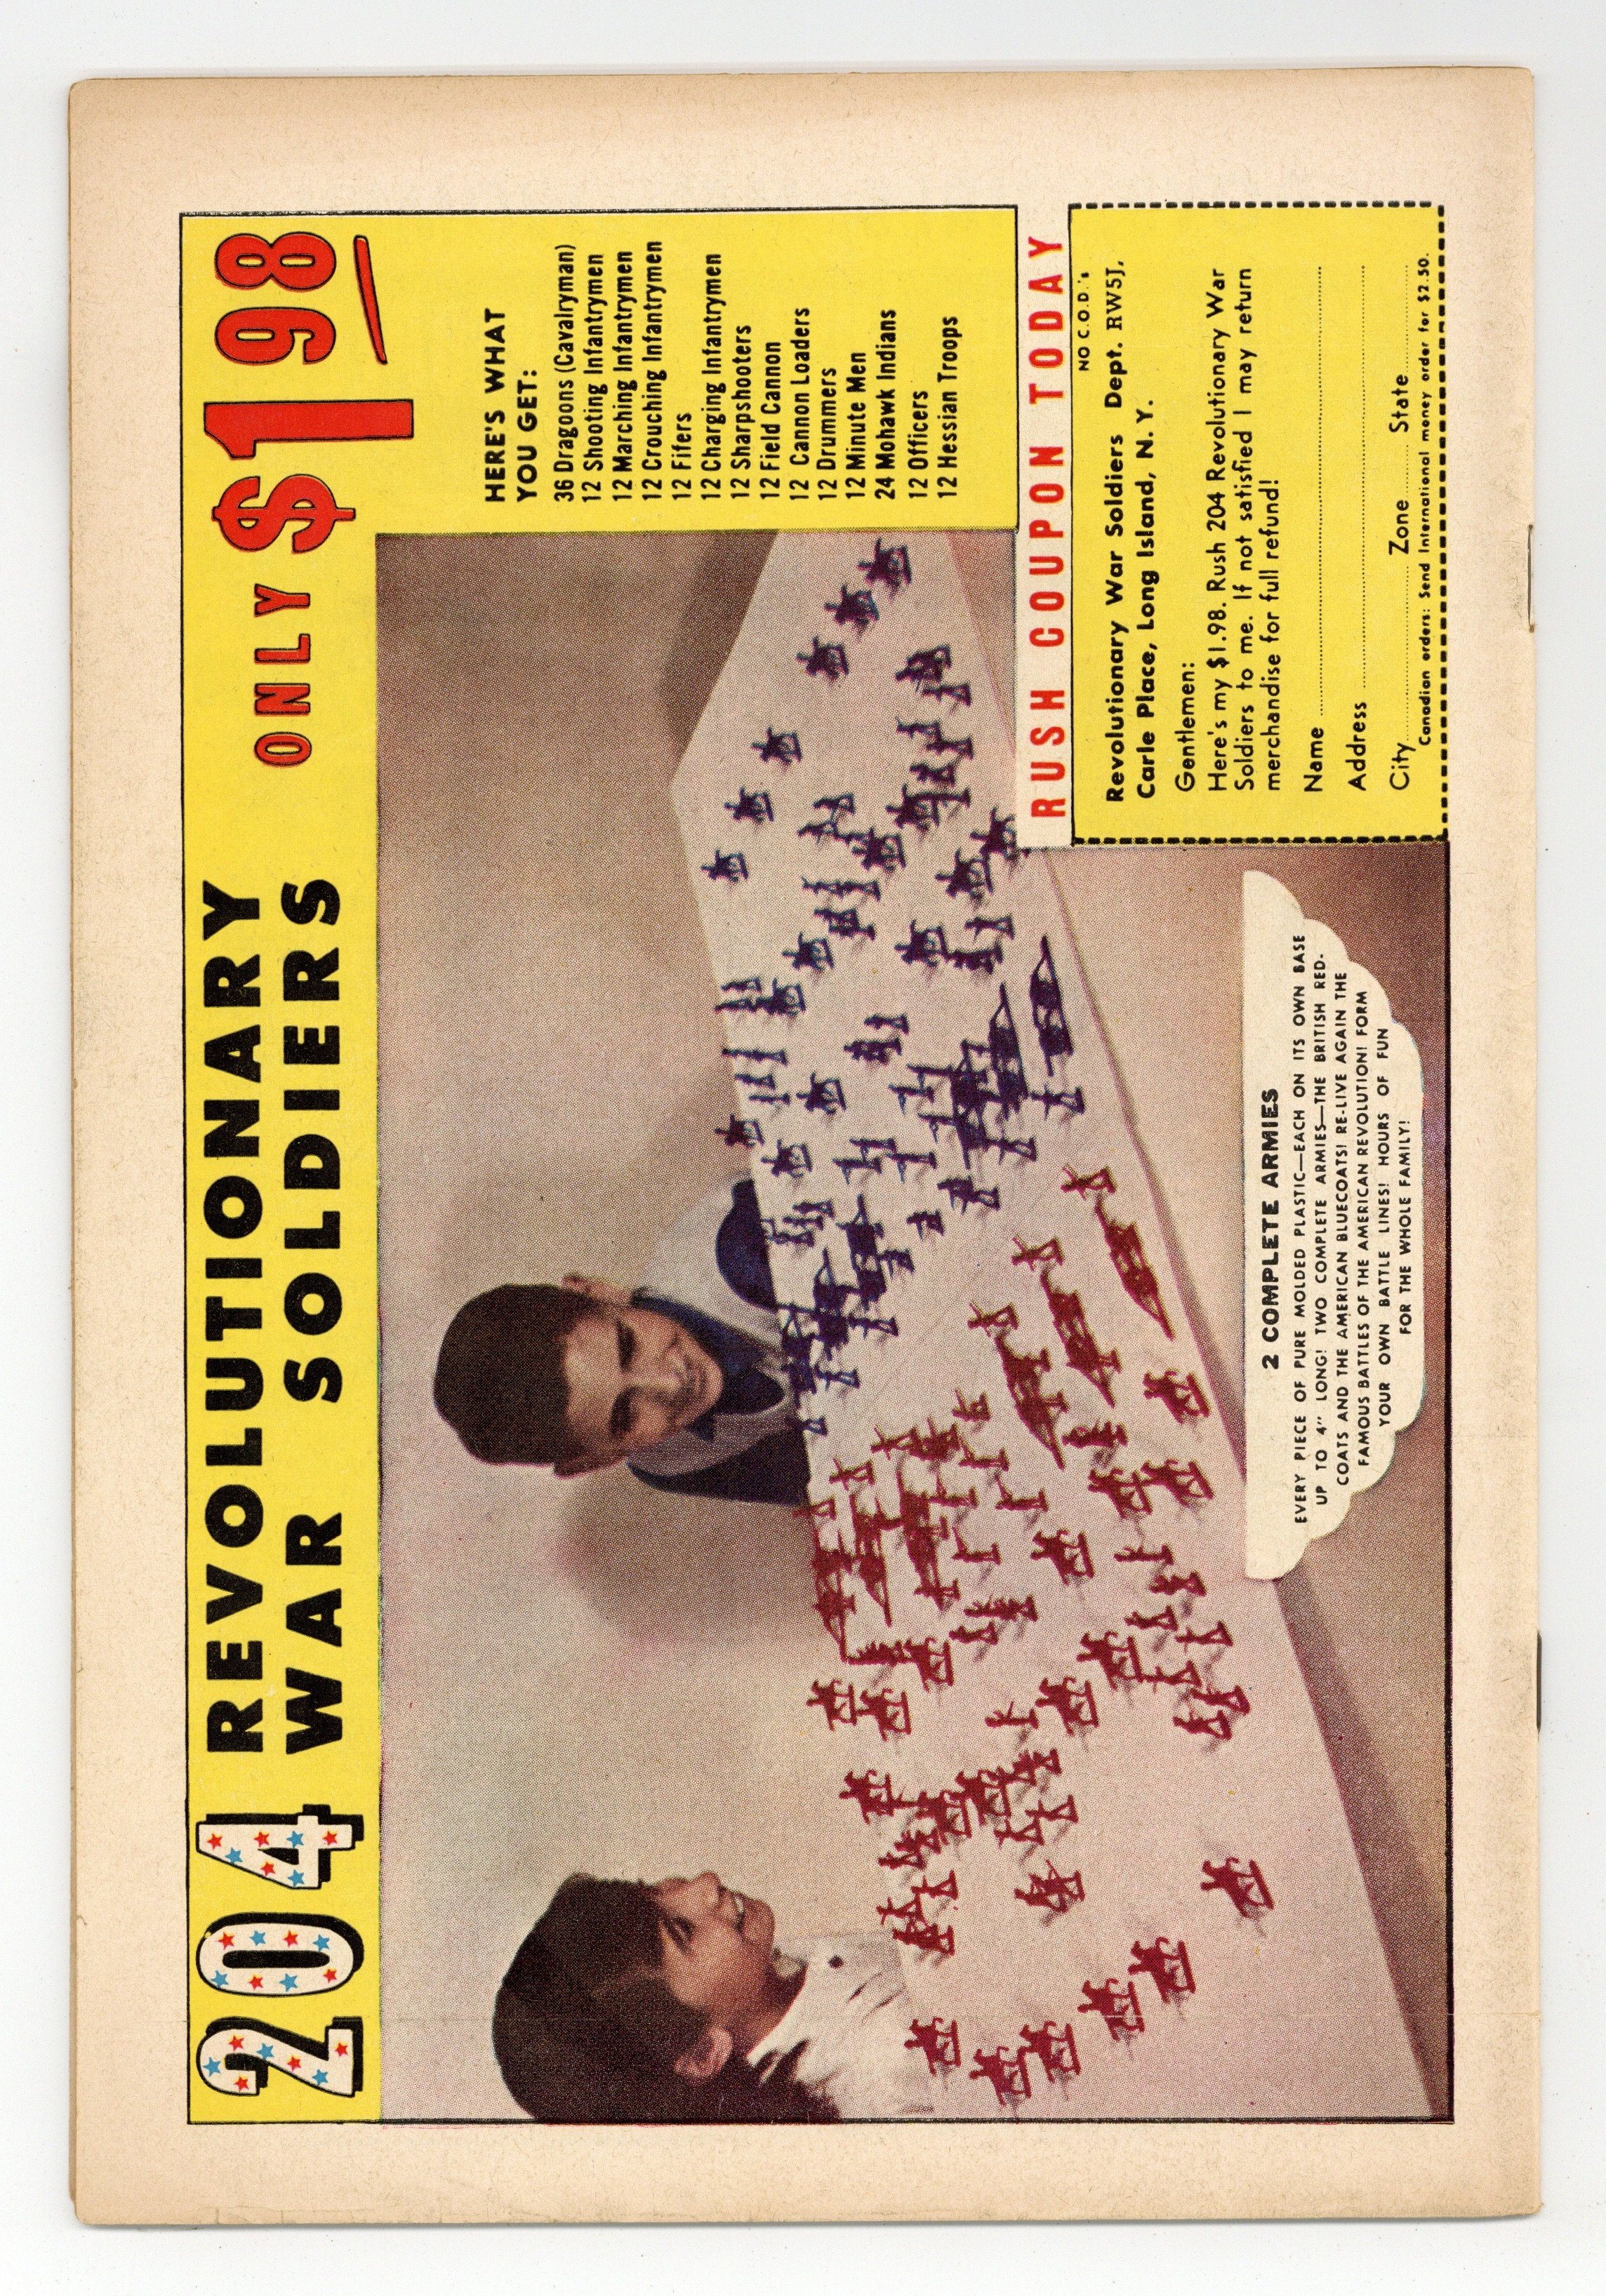 204 REVOLUTIONARY
WAR SOLDIERS
ONLY $1 98
HERE'S WHAT
YOU GET:
36 Dragoons (Cavalryman)
12 Shooting Infantrymen
12 Marching Infantrymen
12 Crouching Infantrymen
12 Fifers
12 Charging Infantrymen
12 Sharpshooters
12 Field Cannon
12 Cannon Loaders
12 Drummers
12 Minute Men
24 Mohawk Indians
12 Officers
12 Hessian Troops
RUSH COUPON TODAY
NO C.O.D.'s
Revolutionary War Soldiers Dept. RW5J,
Carle Place, Long Island, N. Y.
Gentlemen:
Here's my $1.98. Rush 204 Revolutionary War
Soldiers to me. If not satisfied I may return
merchandise for full refund!
Name
Address
City Zone State
Canadian orders: Send International money order for $2.50.
2 COMPLETE ARMIES
EVERY PIECE OF PURE MOLDED PLASTIC—EACH ON ITS OWN BASE
UP TO 4" LONG! TWO COMPLETE ARMIES—THE BRITISH RED-
COATS AND THE AMERICAN BLUECOATS! RE-LIVE AGAIN THE
FAMOUS BATTLES OF THE AMERICAN REVOLUTION! FORM
YOUR OWN BATTLE LINES! HOURS OF FUN
FOR THE WHOLE FAMILY!